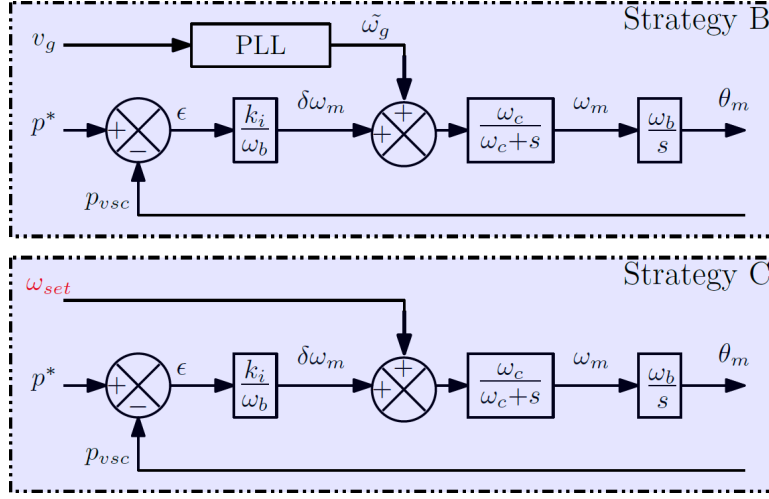 Strategy B
v_g PLL ω̃_g
p* + − ϵ k_i/ω_b δω_m + + ω_c/(ω_c+s) ω_m ω_b/s θ_m
p_vsc
Strategy C
ω_set
p* + − ϵ k_i/ω_b δω_m + + ω_c/(ω_c+s) ω_m ω_b/s θ_m
p_vsc